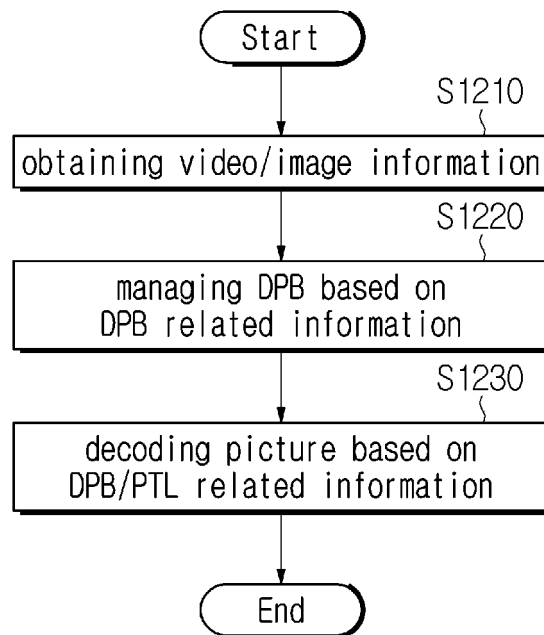 Start
S1210
obtaining video/image information
S1220
managing DPB based on
DPB related information
S1230
decoding picture based on
DPB/PTL related information
End